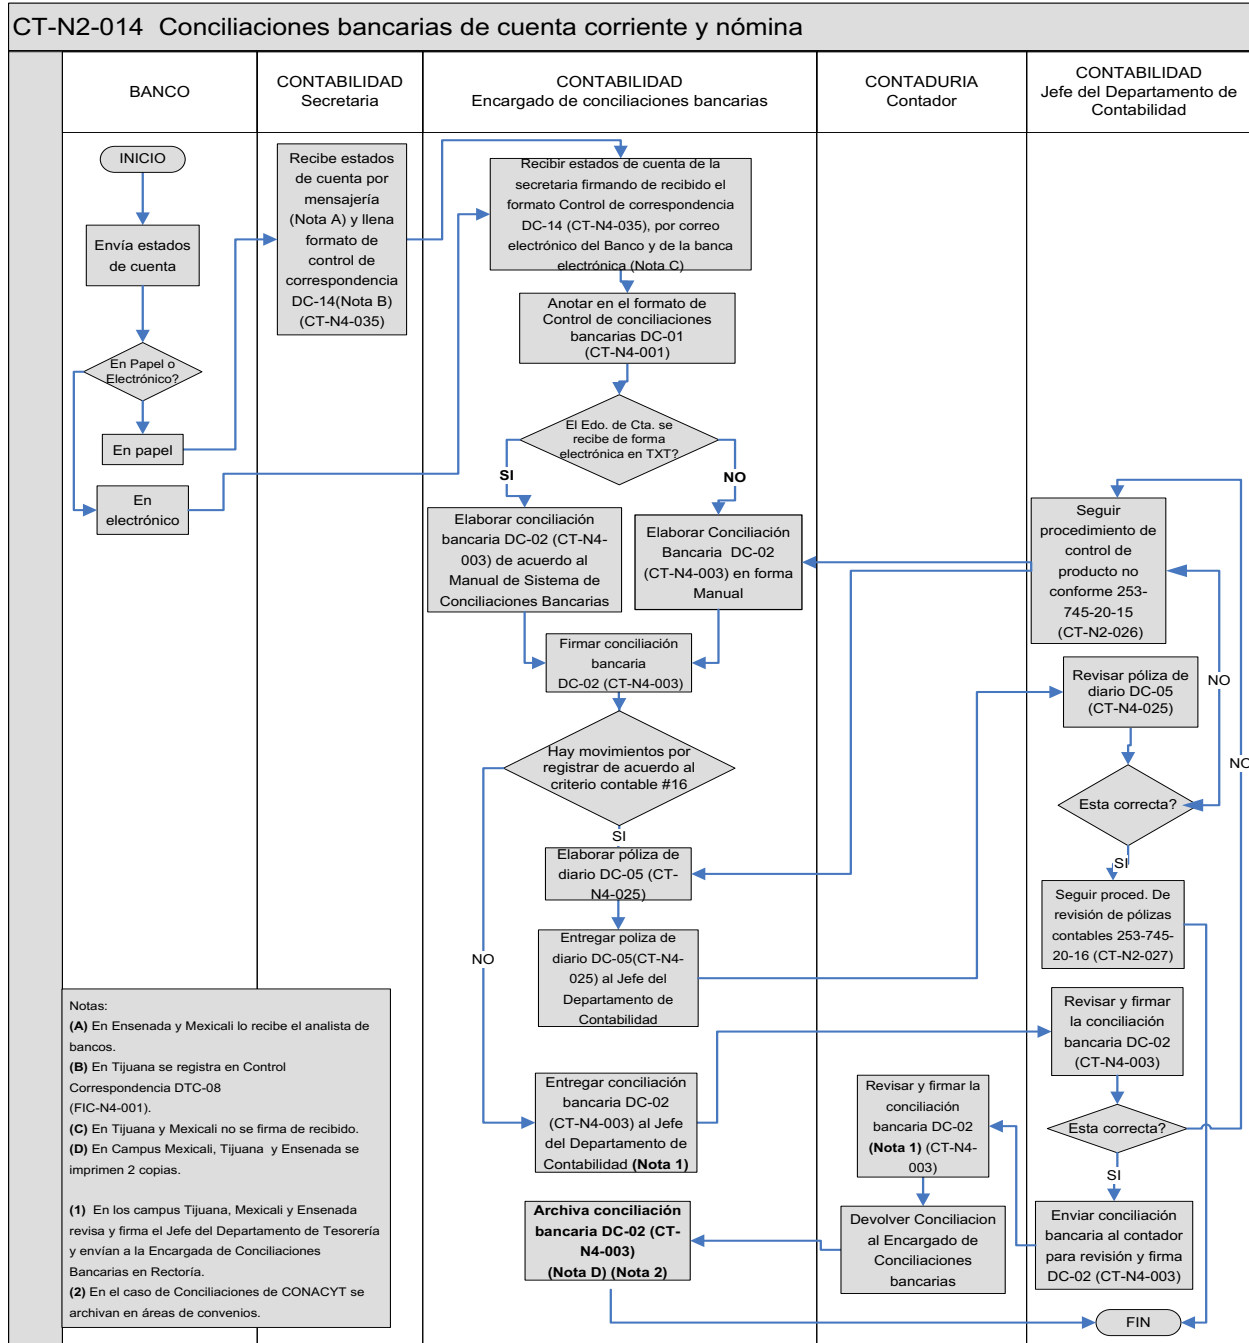 CT-N2-014  Conciliaciones bancarias de cuenta corriente y nómina
BANCO
CONTABILIDAD
Secretaria
CONTABILIDAD
Encargado de conciliaciones bancarias
CONTADURIA
Contador
CONTABILIDAD
Jefe del Departamento de
Contabilidad
INICIO
Envía estados
de cuenta
En Papel o
Electrónico?
En papel
En
electrónico
Recibe estados
de cuenta por
mensajería
(Nota A) y llena
formato de
control de
correspondencia
DC-14(Nota B)
(CT-N4-035)
Recibir estados de cuenta de la
secretaria firmando de recibido el
formato Control de correspondencia
DC-14 (CT-N4-035), por correo
electrónico del Banco y de la banca
electrónica (Nota C)
Anotar en el formato de
Control de conciliaciones
bancarias DC-01
(CT-N4-001)
El Edo. de Cta. se
recibe de forma
electrónica en TXT?
SI
NO
Elaborar conciliación
bancaria DC-02 (CT-N4-
003) de acuerdo al
Manual de Sistema de
Conciliaciones Bancarias
Elaborar Conciliación
Bancaria  DC-02
(CT-N4-003) en forma
Manual
Firmar conciliación
bancaria
DC-02 (CT-N4-003)
Hay movimientos por
registrar de acuerdo al
criterio contable #16
SI
NO
Elaborar póliza de
diario DC-05 (CT-
N4-025)
Entregar poliza de
diario DC-05(CT-N4-
025) al Jefe del
Departamento de
Contabilidad
Entregar conciliación
bancaria DC-02
(CT-N4-003) al Jefe
del Departamento de
Contabilidad (Nota 1)
Archiva conciliación
bancaria DC-02 (CT-
N4-003)
(Nota D) (Nota 2)
Revisar y firmar la
conciliación
bancaria DC-02
(Nota 1) (CT-N4-
003)
Devolver Conciliacion
al Encargado de
Conciliaciones
bancarias
Seguir
procedimiento de
control de
producto no
conforme 253-
745-20-15
(CT-N2-026)
Revisar póliza de
diario DC-05
(CT-N4-025)
NO
NO
Esta correcta?
SI
Seguir proced. De
revisión de pólizas
contables 253-745-
20-16 (CT-N2-027)
Revisar y firmar
la conciliación
bancaria DC-02
(CT-N4-003)
Esta correcta?
SI
Enviar conciliación
bancaria al contador
para revisión y firma
DC-02 (CT-N4-003)
FIN
Notas:
(A) En Ensenada y Mexicali lo recibe el analista de
bancos.
(B) En Tijuana se registra en Control
Correspondencia DTC-08
(FIC-N4-001).
(C) En Tijuana y Mexicali no se firma de recibido.
(D) En Campus Mexicali, Tijuana  y Ensenada se
imprimen 2 copias.
(1)  En los campus Tijuana, Mexicali y Ensenada
revisa y firma el Jefe del Departamento de Tesorería
y envían a la Encargada de Conciliaciones
Bancarias en Rectoría.
(2) En el caso de Conciliaciones de CONACYT se
archivan en áreas de convenios.